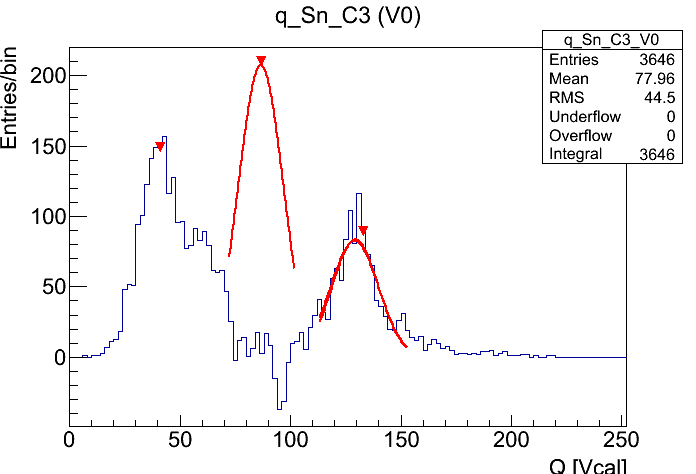 q_Sn_C3 (V0)
q_Sn_C3_V0
Entries 3646
Mean 77.96
RMS 44.5
Underflow 0
Overflow 0
Integral 3646
Entries/bin
200
150
100
50
0
0 50 100 150 200 250
Q [Vcal]